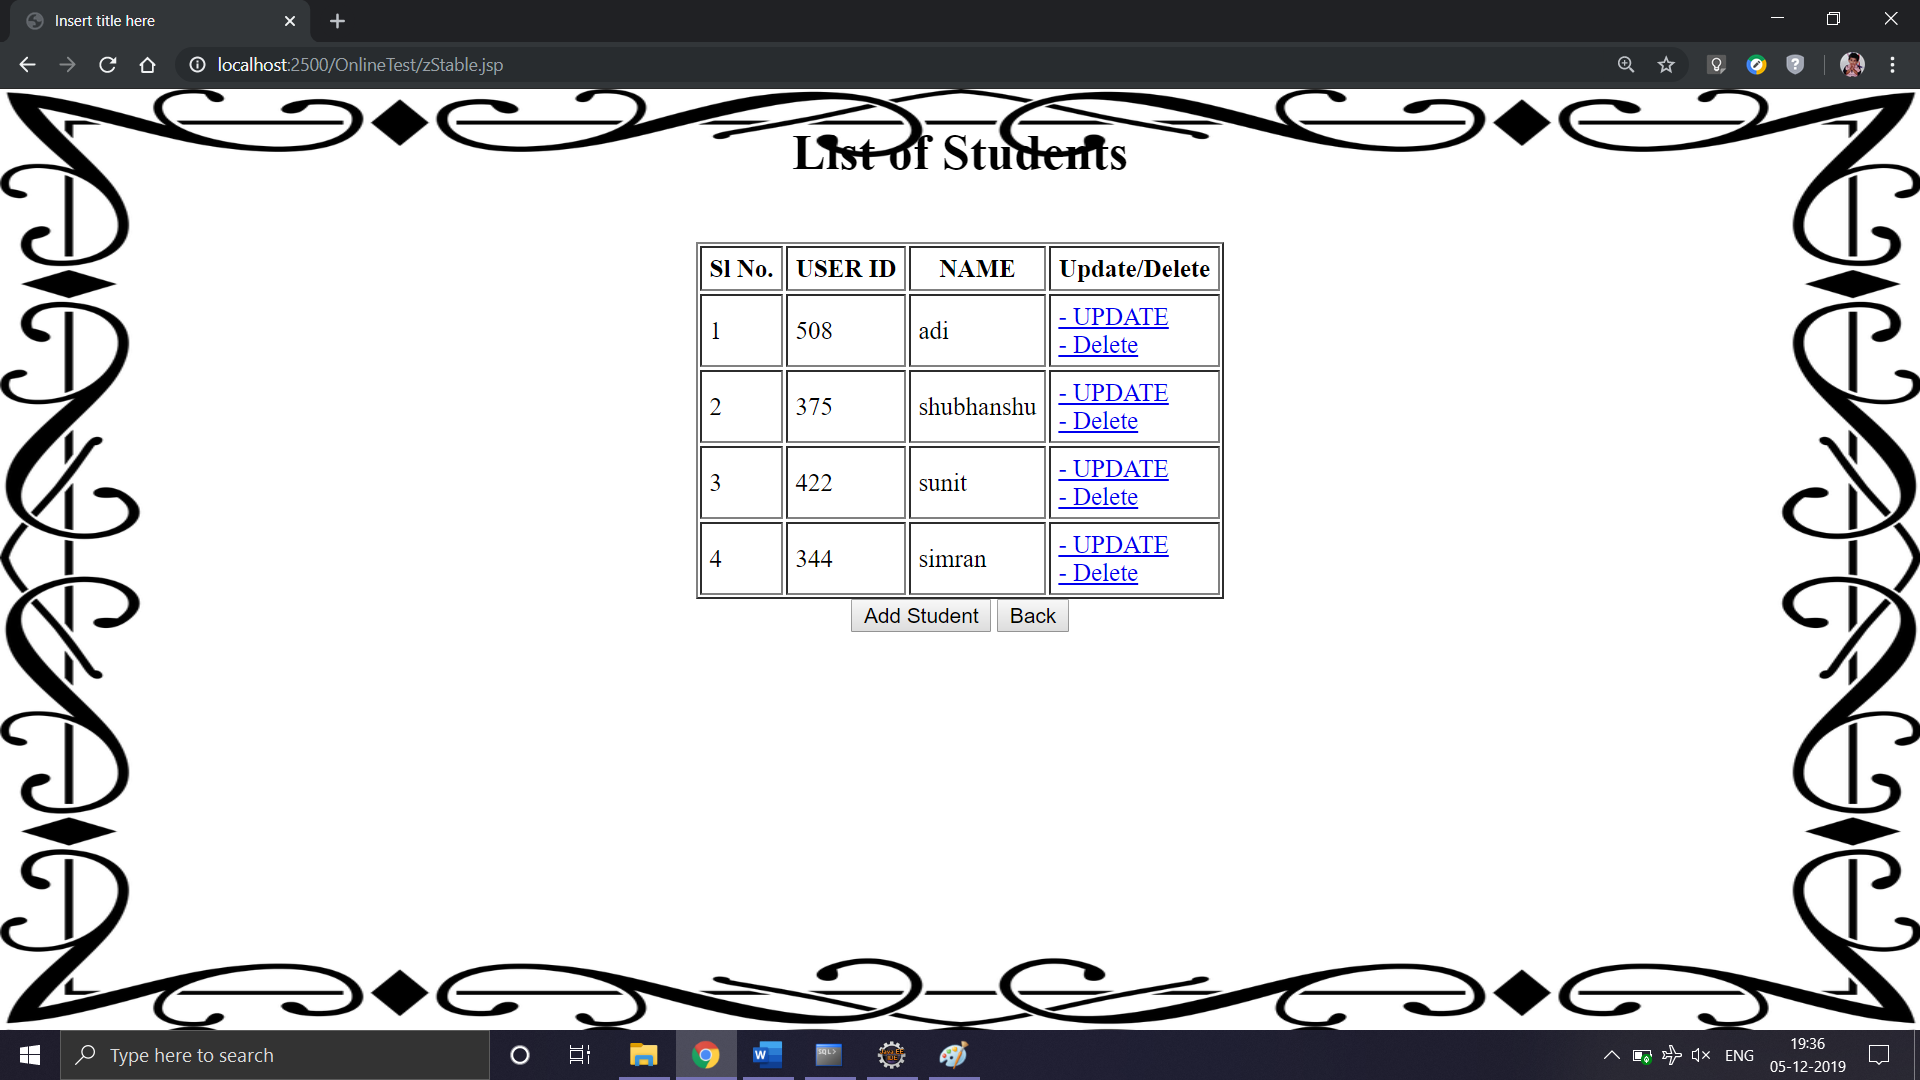 Insert title here
localhost:2500/OnlineTest/zStable.jsp
List of Students
Sl No. USER ID NAME Update/Delete
1 508 adi - UPDATE
- Delete
2 375 shubhanshu - UPDATE
- Delete
3 422 sunit - UPDATE
- Delete
4 344 simran - UPDATE
- Delete
Add Student Back
Type here to search
ENG
19:36
05-12-2019